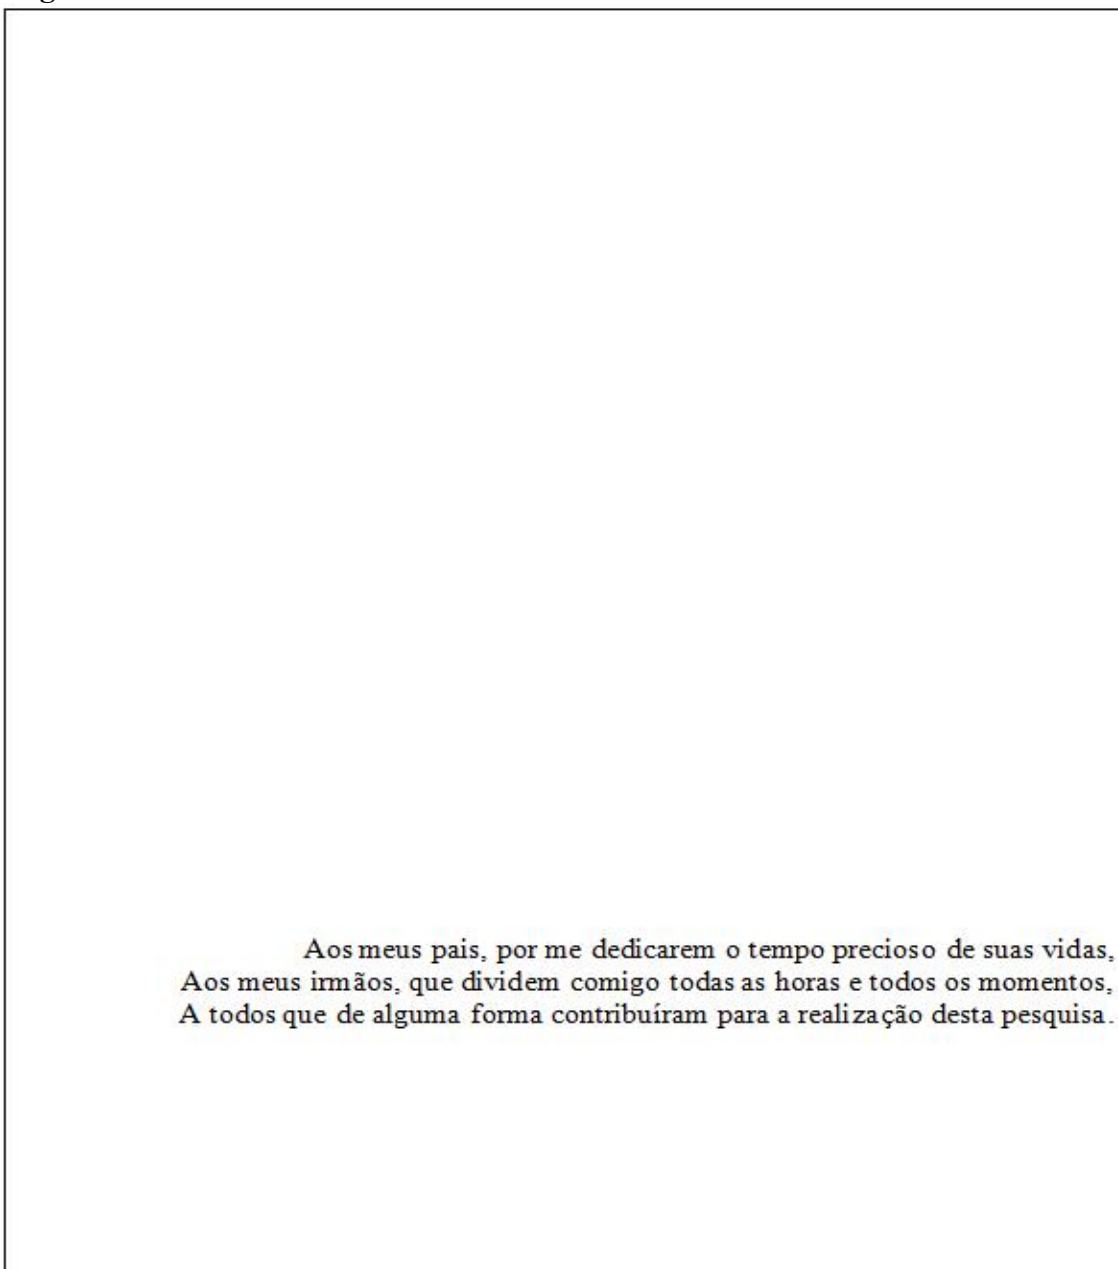 Aos meus pais, por me dedicarem o tempo precioso de suas vidas,
Aos meus irmãos, que dividem comigo todas as horas e todos os momentos,
A todos que de alguma forma contribuíram para a realização desta pesquisa.